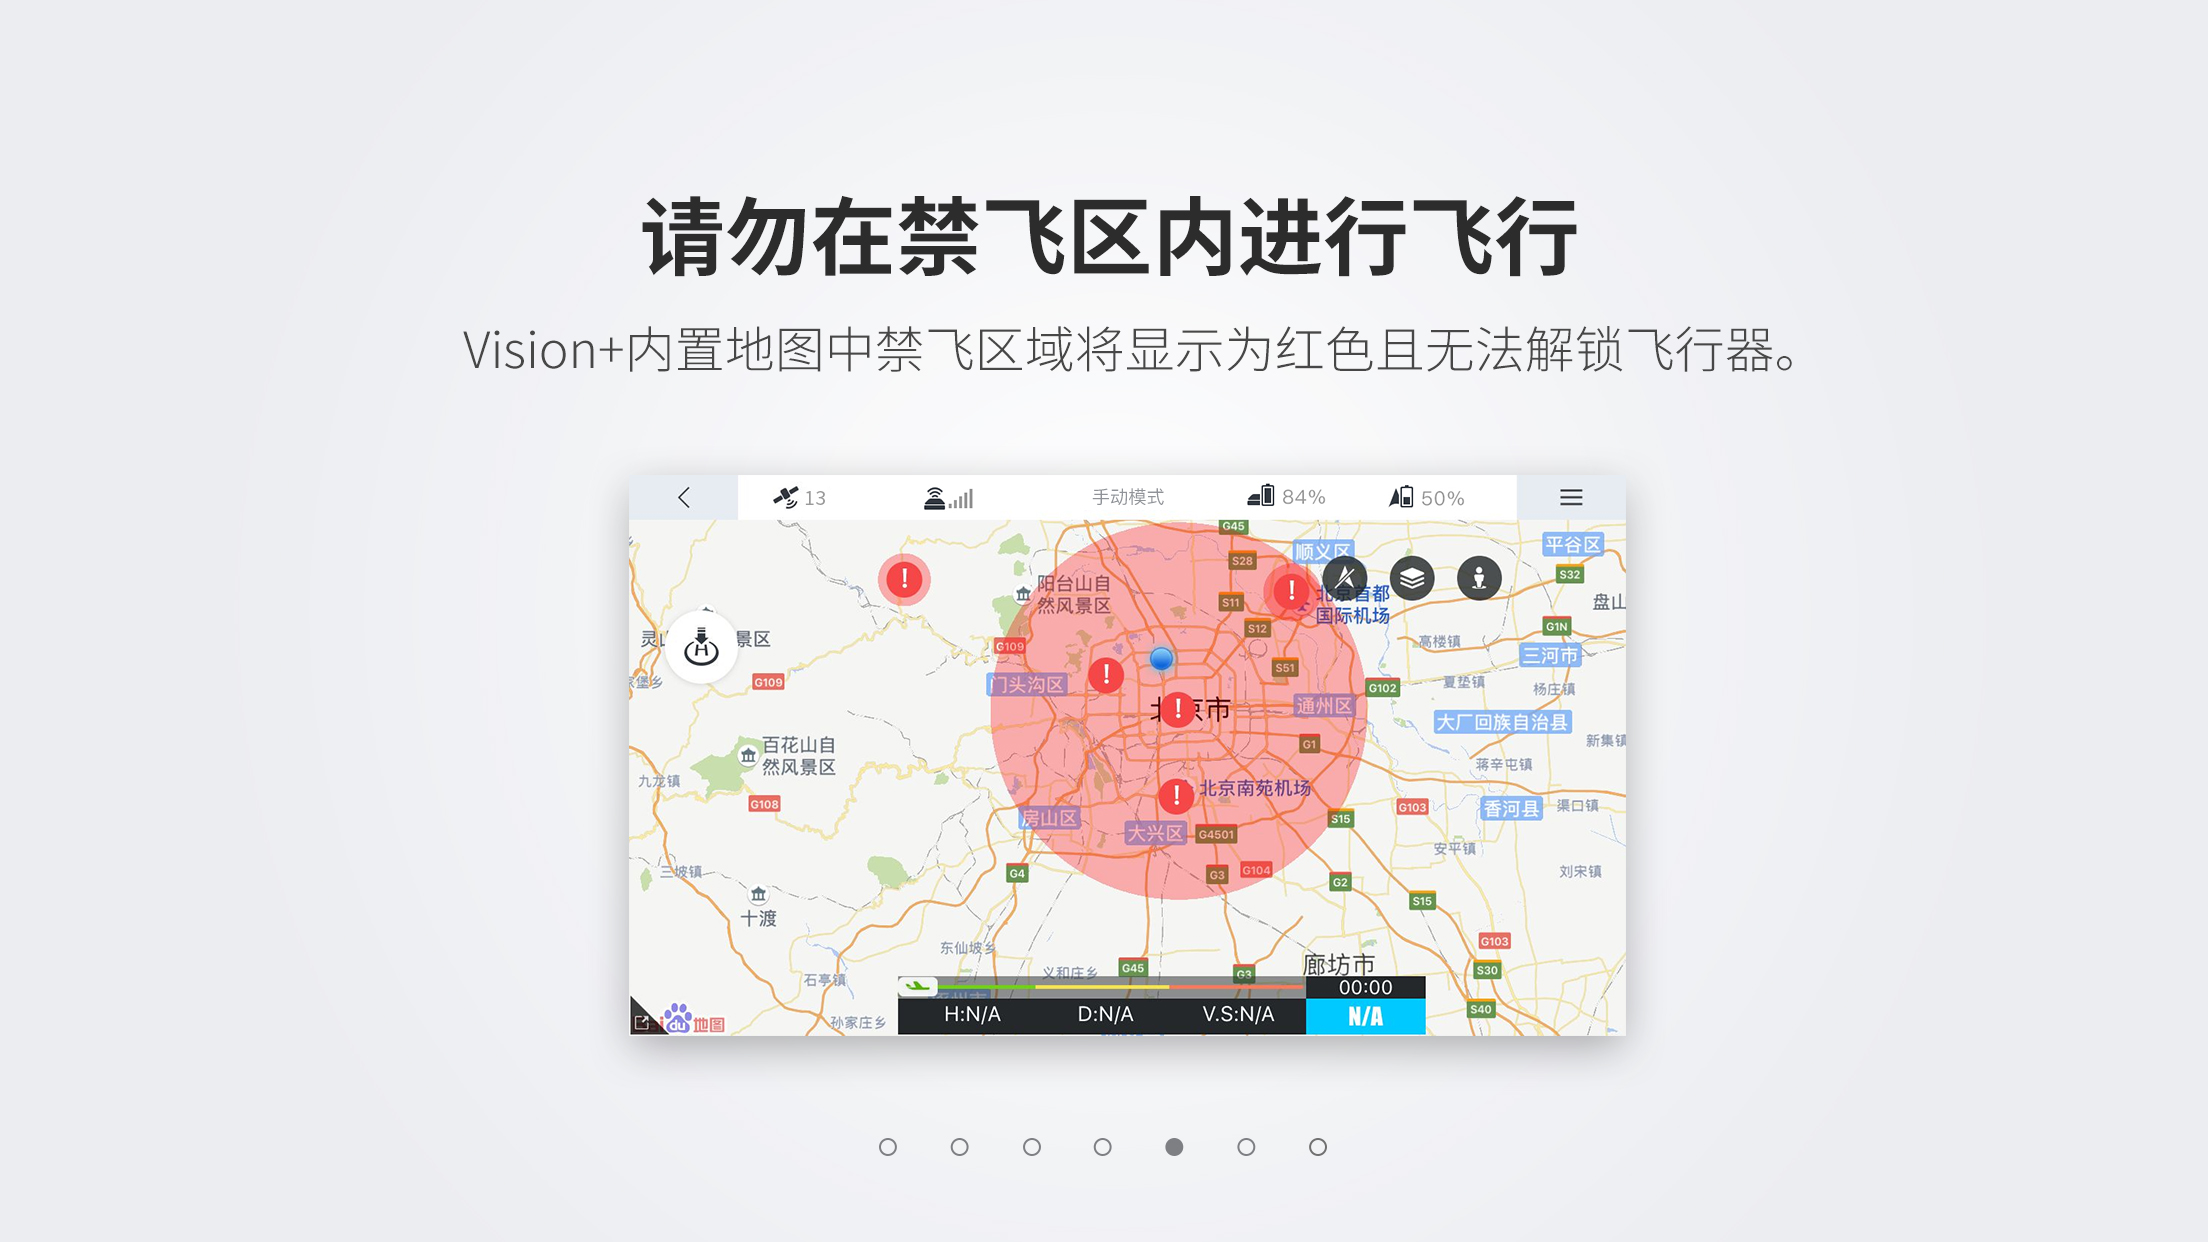 请勿在禁飞区内进行飞行
Vision+内置地图中禁飞区域将显示为红色且无法解锁飞行器。
13
手动模式
84%
50%
G45
顺义区
平谷区
S28
S32
阳台山自
然风景区
S11
北京首都
国际机场
盘山
S12
G1N
灵山
景区
G109
高楼镇
三河市
S51
G109
门头沟区
G102
夏垫镇
杨庄镇
北京市
通州区
大厂回族自治县
百花山自
然风景区
G1
新集镇
九龙镇
蒋辛屯镇
北京南苑机场
G108
房山区
S15
G103
香河县
渠口镇
大兴区
G4501
安平镇
三坡镇
G4
G3
G104
G2
刘宋镇
S15
十渡
东仙坡乡
G103
石亭镇
义和庄乡
G45
G3
廊坊市
S30
00:00
S40
H:N/A
D:N/A
V.S:N/A
N/A
du地图
孙家庄乡